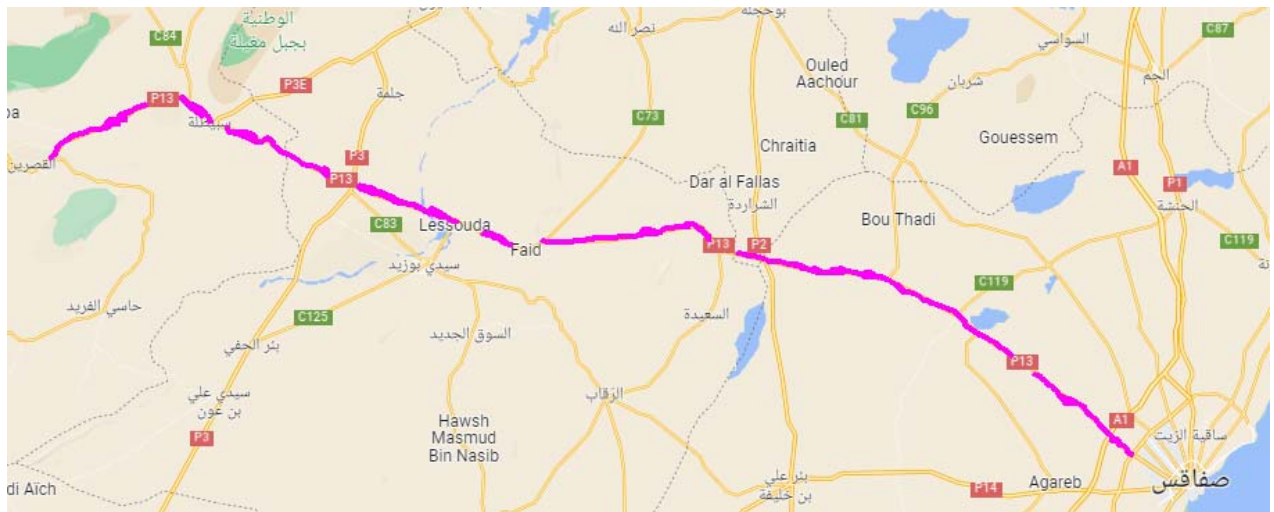 الوطنية
بجبل مغيلة
C84
P3E
جلمة
نصر الله
بوحجلة
Ouled
Aachour
شربان
السواسي
C87
الجم
P13
سبيطلة
C73
C81
C96
Gouessem
Chraitia
القصرين
P3
P13
Dar al Fallas
الشراردة
A1
P1
الحنشة
C83
Lessouda
Faid
سيدي بوزيد
P13
P2
Bou Thadi
C119
C119
حاسي الفريد
C125
بئر الحفي
السوق الجديد
السعيدة
P13
سيدي علي
بن عون
P3
الرقاب
Hawsh
Masmud
Bin Nasib
A1
ساقية الزيت
بئر علي
بن خليفة
P14
Agareb
صفاقس